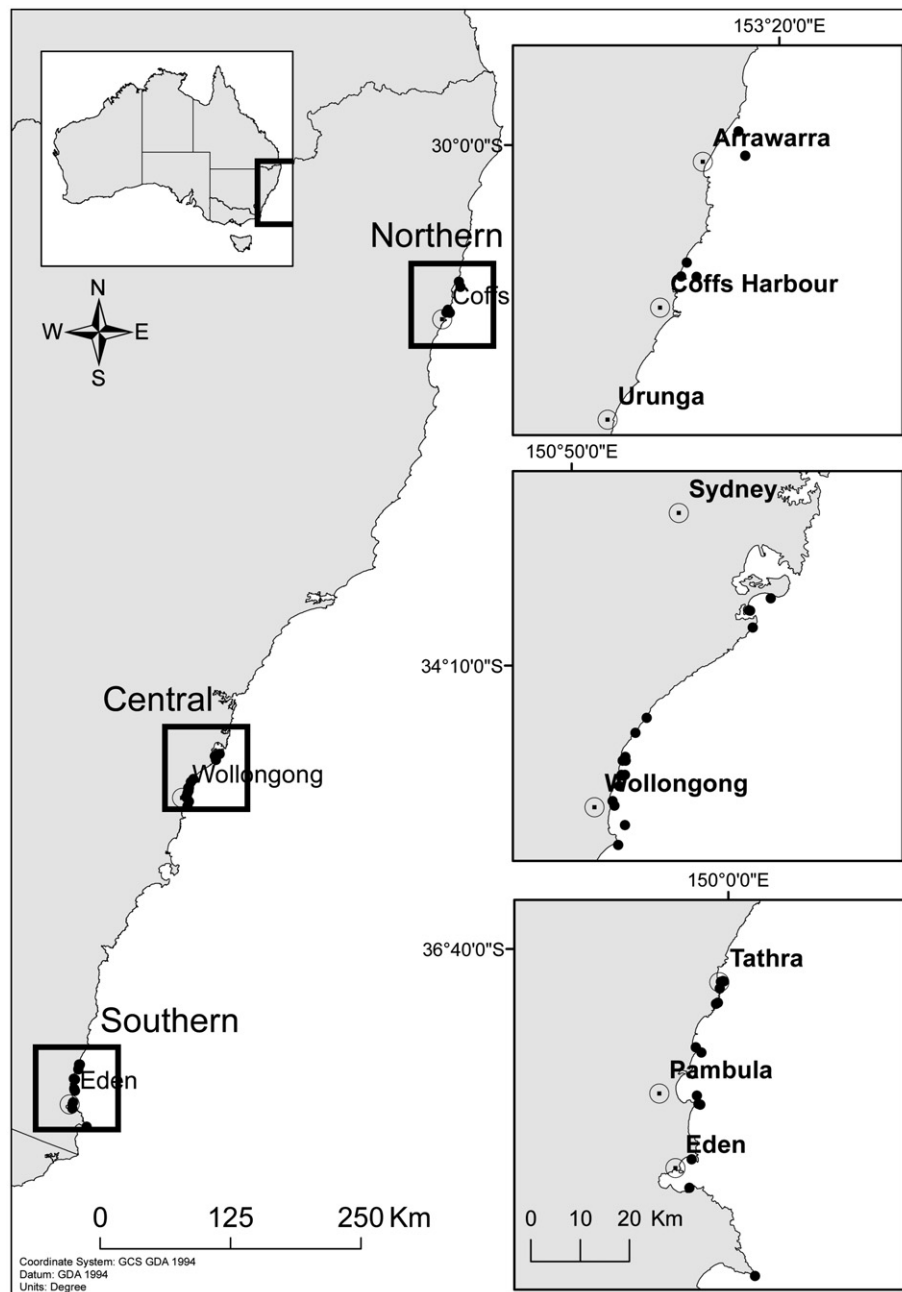 153°20'0"E
30°0'0"S
Arrawarra
Northern
Coffs
Coffs Harbour
N
W E
S
Urunga
150°50'0"E
Sydney
34°10'0"S
Central
Wollongong
Wollongong
150°0'0"E
36°40'0"S
Tathra
Southern
Pambula
Eden
Eden
0 125 250 Km
0 10 20 Km
Coordinate System: GCS GDA 1994
Datum: GDA 1994
Units: Degree